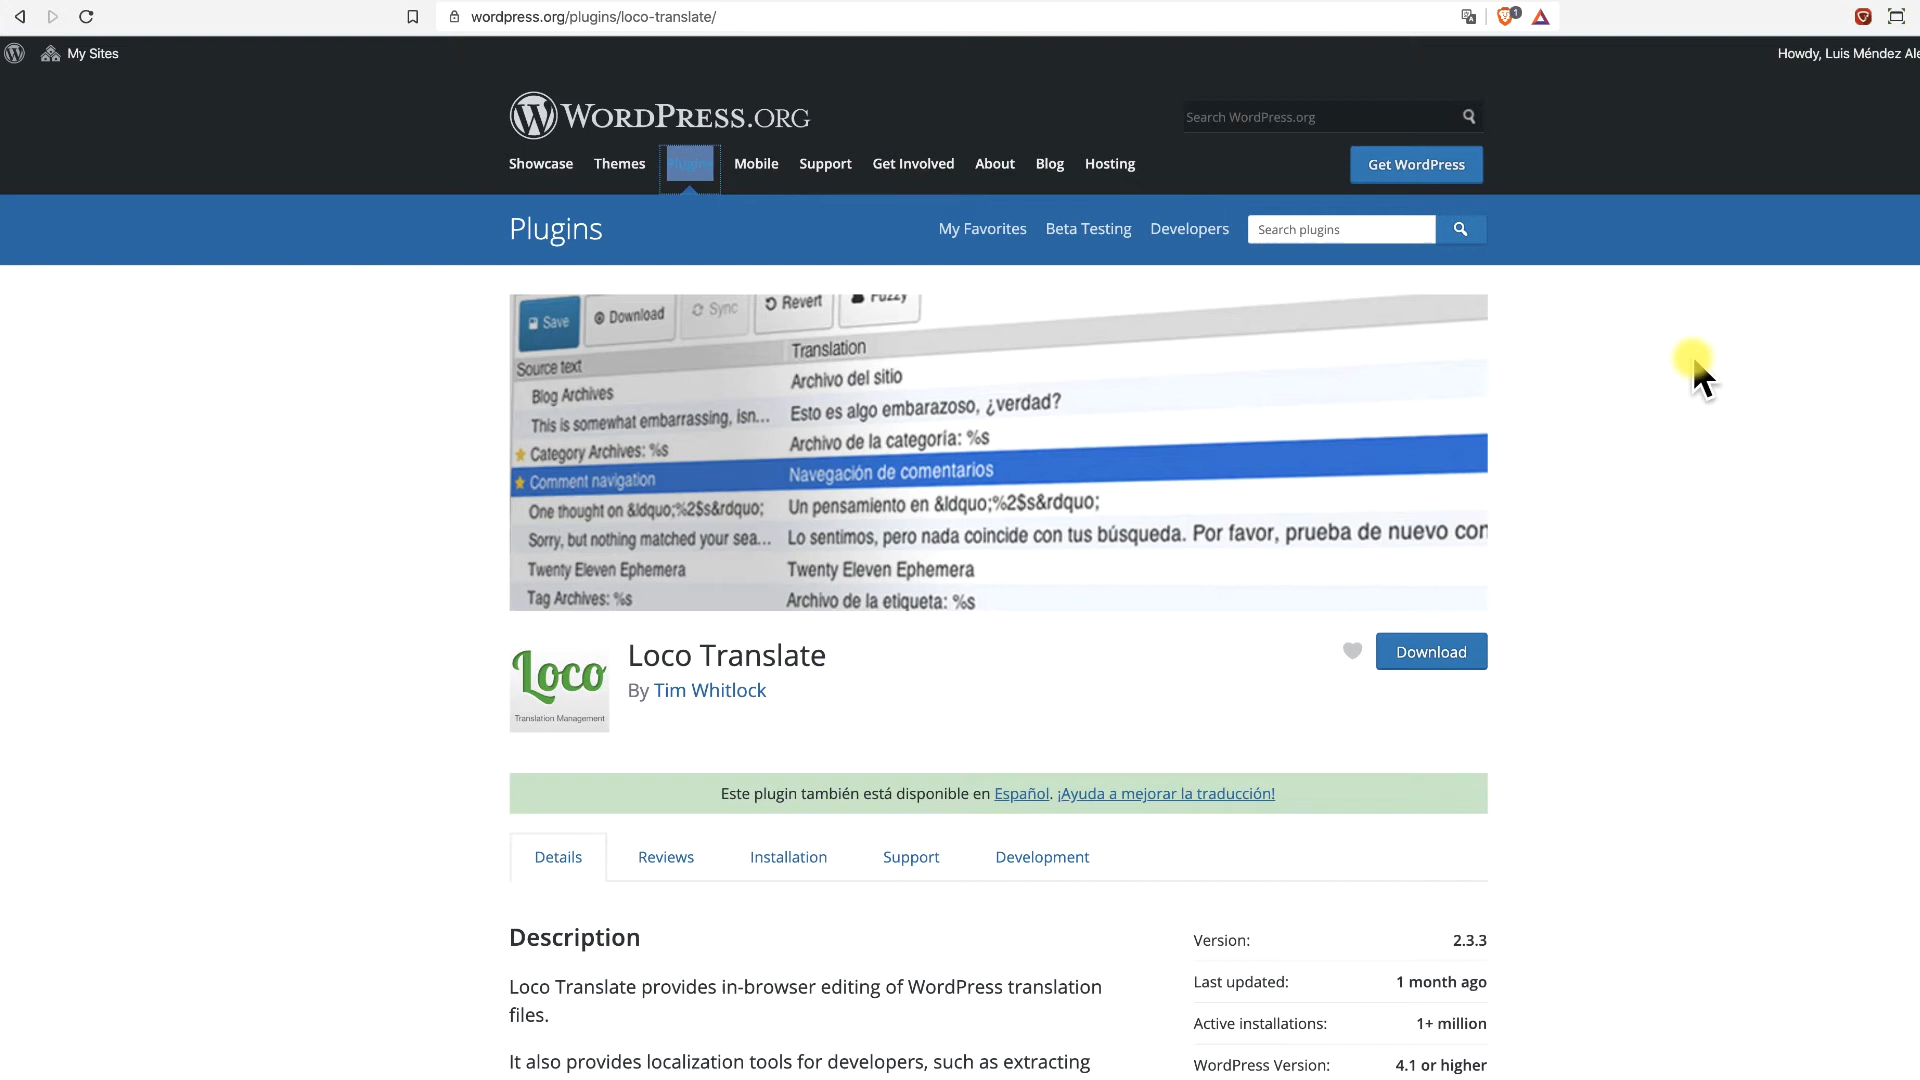 wordpress.org/plugins/loco-translate/
1
My Sites
Howdy, Luis Méndez Ale
WORDPRESS.ORG
Search WordPress.org
Showcase Themes Plugins Mobile Support Get Involved About Blog Hosting
Get WordPress
Plugins
My Favorites Beta Testing Developers
Search plugins
Save Download Sync Revert Fuzzy
Source text Translation
Blog Archives Archivo del sitio
This is somewhat embarrassing, isn... Esto es algo embarazoso, ¿verdad?
Category Archives: %s Archivo de la categoría: %s
Comment navigation Navegación de comentarios
One thought on &ldquo;%2$s&rdquo; Un pensamiento en &ldquo;%2$s&rdquo;
Sorry, but nothing matched your sea... Lo sentimos, pero nada coincide con tus búsqueda. Por favor, prueba de nuevo con
Twenty Eleven Ephemera Twenty Eleven Ephemera
Tag Archives: %s Archivo de la etiqueta: %s
Loco
Translation Management
Loco Translate
By Tim Whitlock
Download
Este plugin también está disponible en Español. ¡Ayuda a mejorar la traducción!
Details Reviews Installation Support Development
Description
Loco Translate provides in-browser editing of WordPress translation
files.
It also provides localization tools for developers, such as extracting
Version: 2.3.3
Last updated: 1 month ago
Active installations: 1+ million
WordPress Version: 4.1 or higher